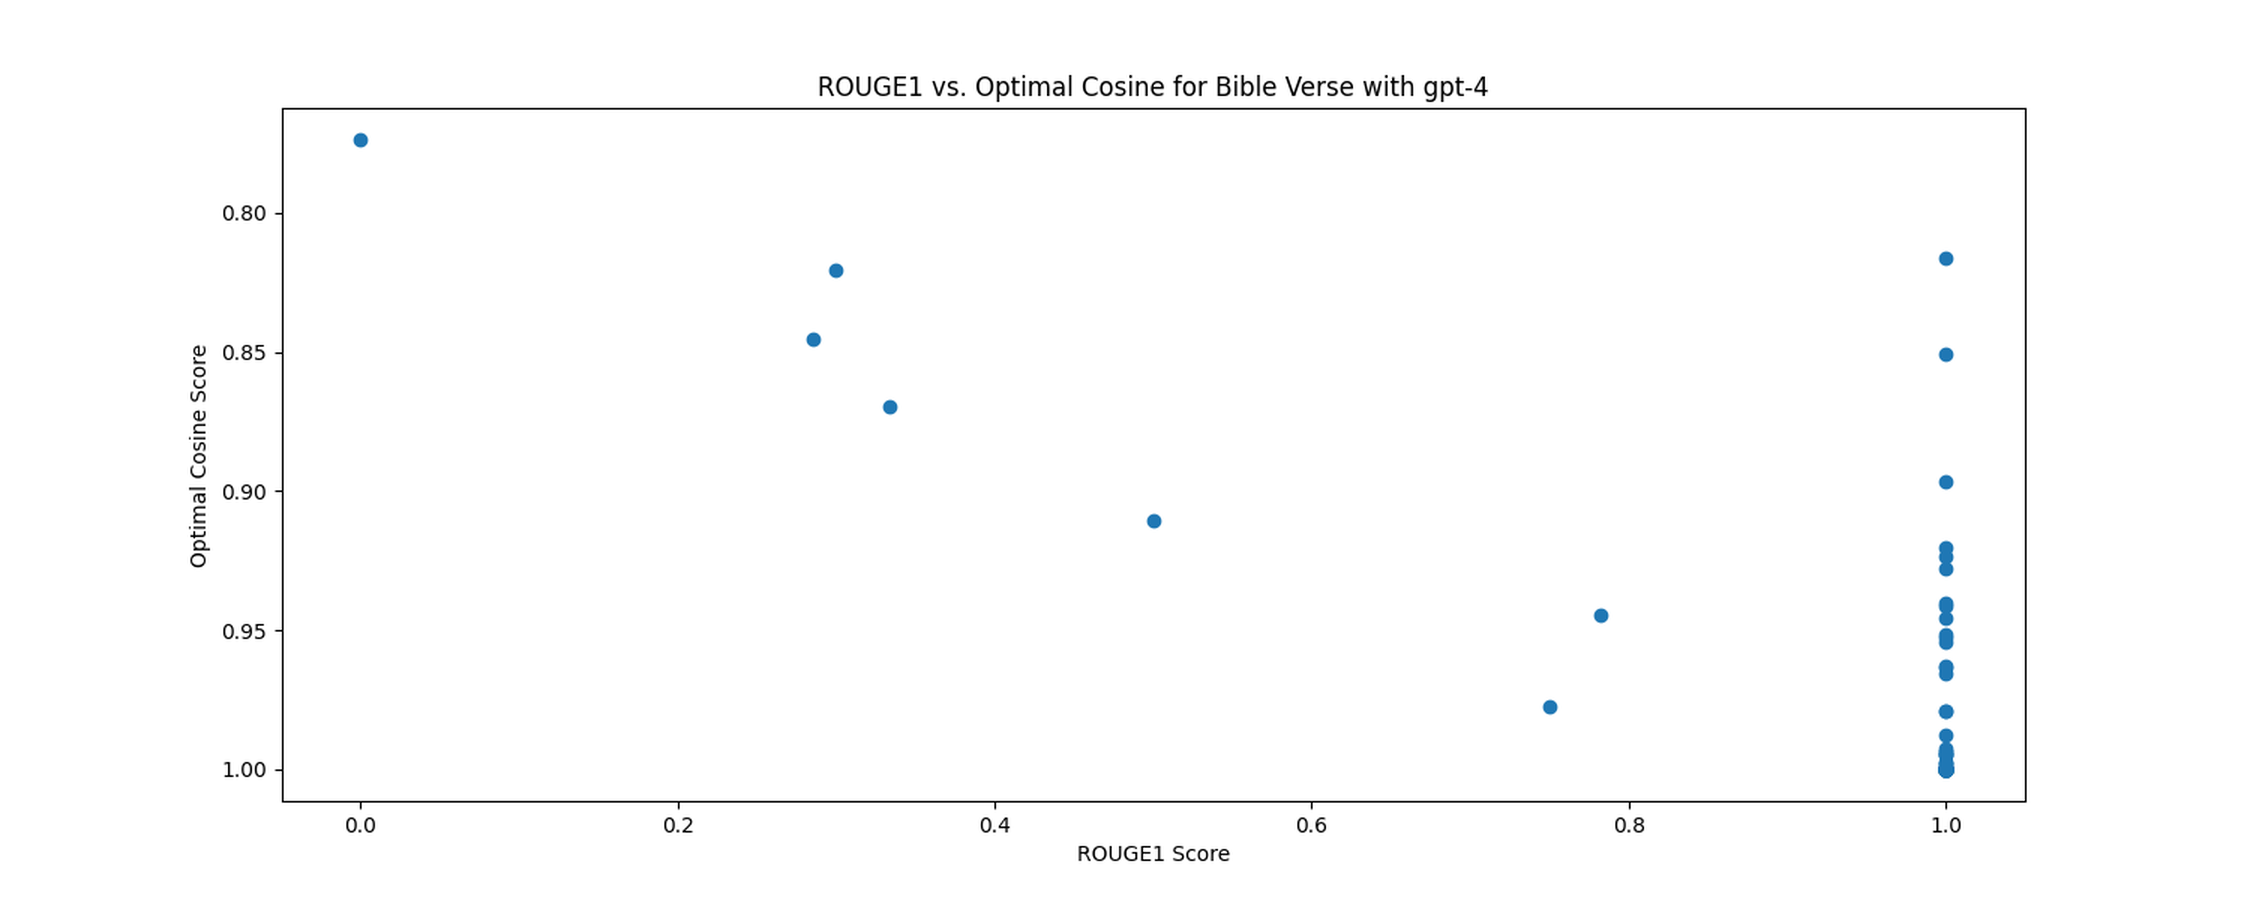 ROUGE1 vs. Optimal Cosine for Bible Verse with gpt-4
Optimal Cosine Score
0.80
0.85
0.90
0.95
1.00
0.0 0.2 0.4 0.6 0.8 1.0
ROUGE1 Score